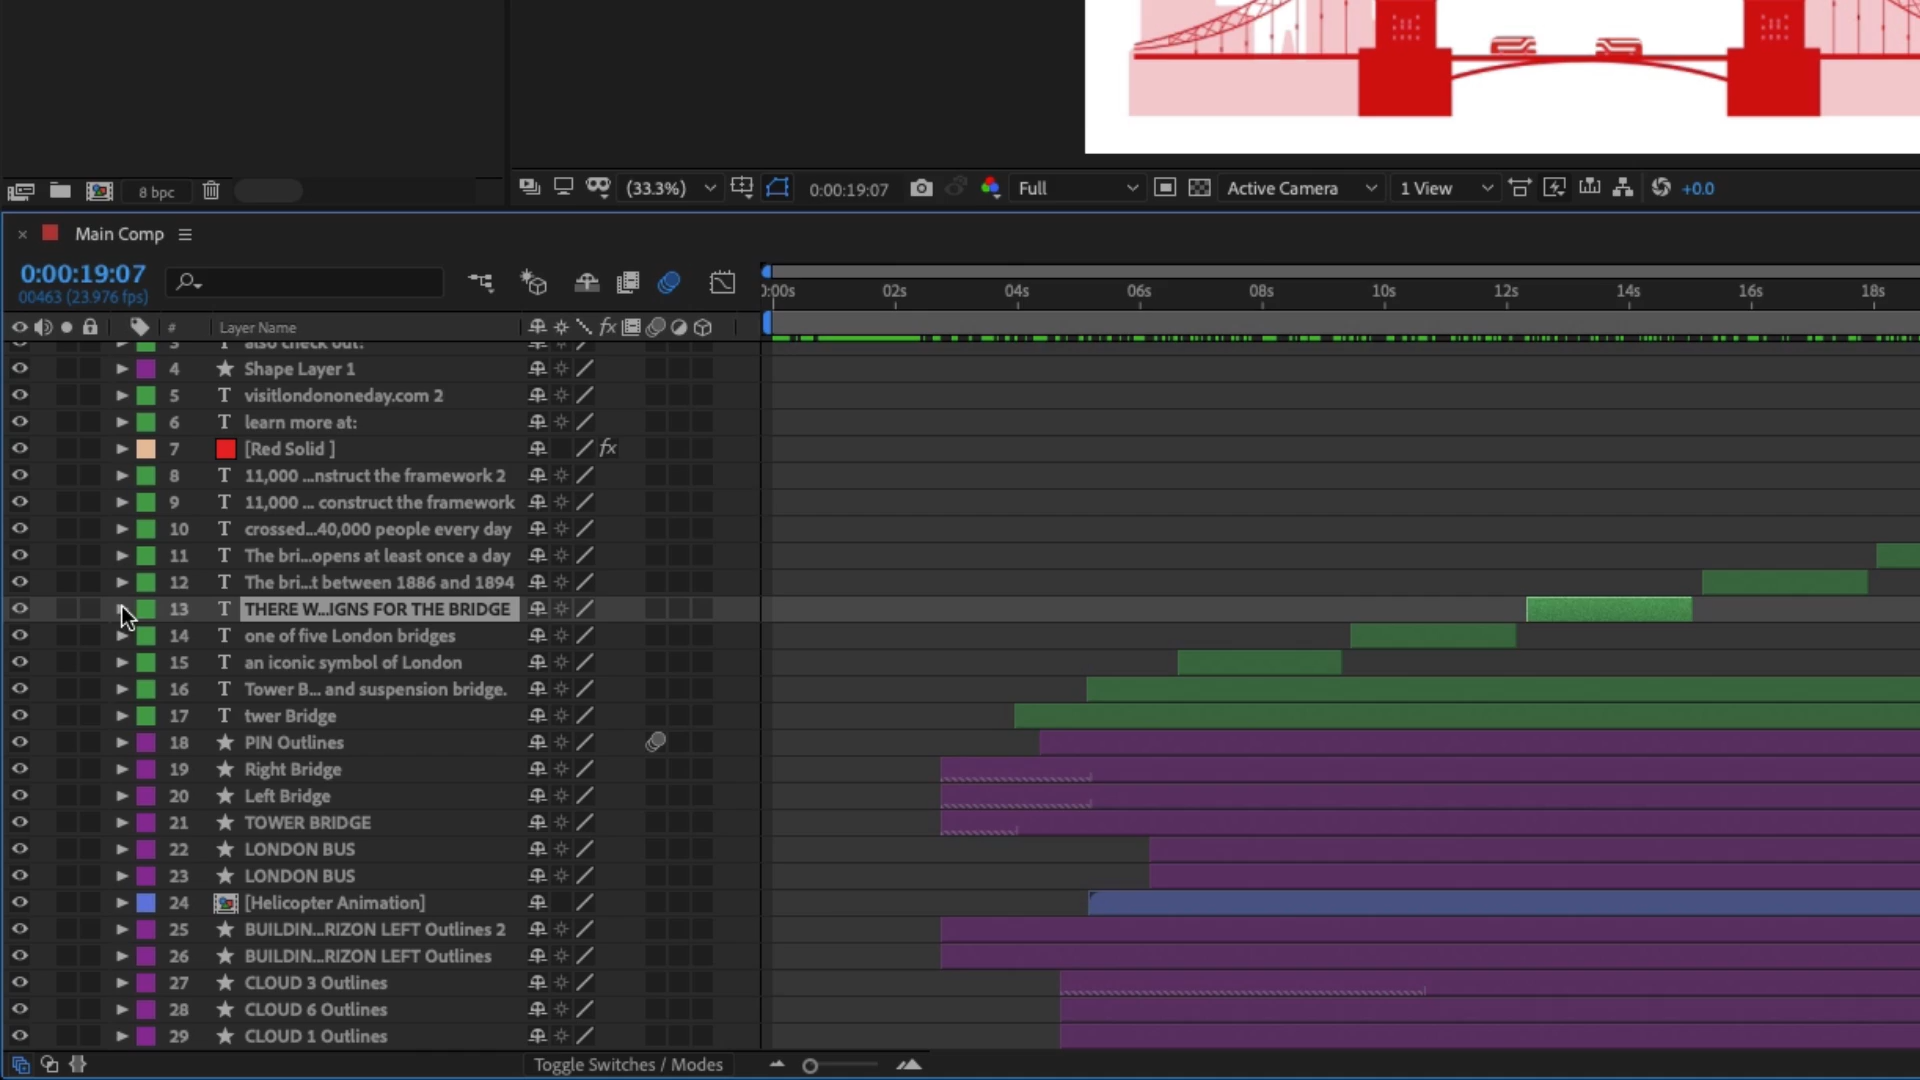 8 bpc
(33.3%)
0:00:19:07
Full
Active Camera
1 View
+0.0
Main Comp
0:00:19:07
00463 (23.976 fps)
0:00s 02s 04s 06s 08s 10s 12s 14s 16s 18s
# Layer Name fx
3 T also check out:
4 Shape Layer 1
5 T visitlondononeday.com 2
6 T learn more at:
7 [Red Solid ] fx
8 T 11,000 ...nstruct the framework 2
9 T 11,000 ... construct the framework
10 T crossed...40,000 people every day
11 T The bri...opens at least once a day
12 T The bri...t between 1886 and 1894
13 T THERE W...IGNS FOR THE BRIDGE
14 T one of five London bridges
15 T an iconic symbol of London
16 T Tower B... and suspension bridge.
17 T twer Bridge
18 PIN Outlines
19 Right Bridge
20 Left Bridge
21 TOWER BRIDGE
22 LONDON BUS
23 LONDON BUS
24 [Helicopter Animation]
25 BUILDIN...RIZON LEFT Outlines 2
26 BUILDIN...RIZON LEFT Outlines
27 CLOUD 3 Outlines
28 CLOUD 6 Outlines
29 CLOUD 1 Outlines
Toggle Switches / Modes